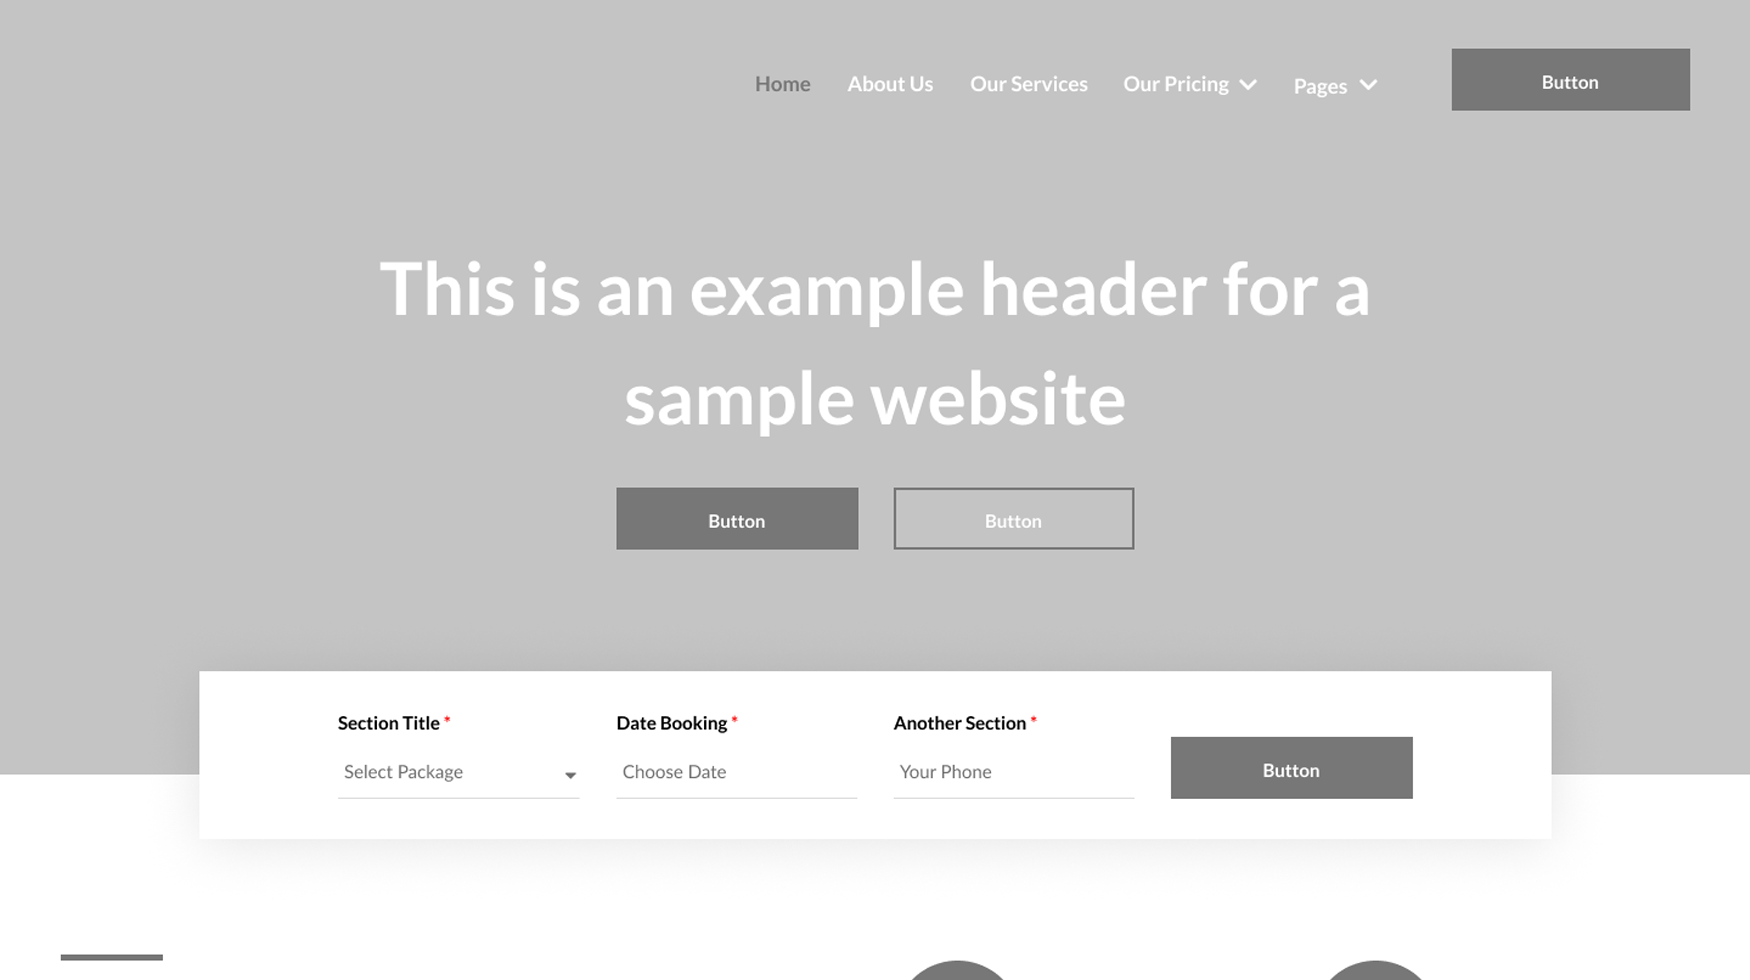 Home About Us Our Services Our Pricing Pages Button
This is an example header for a
sample website
Button Button
Section Title * Date Booking * Another Section *
Select Package Choose Date Your Phone Button